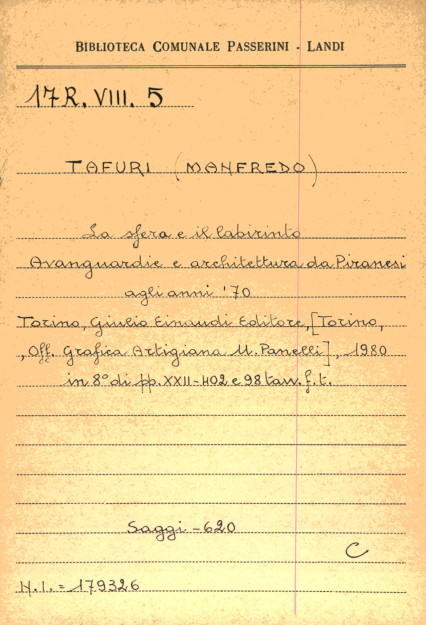 BIBLIOTECA COMUNALE PASSERINI - LANDI
17R. VIII. 5
TAFURI (MANFREDO)
La sfera e il labirinto
Avanguardie e architettura da Piranesi
agli anni '70
Torino, Giulio Einaudi Editore, [Torino,
, Off. Grafica Artigiana U. Panelli], 1980
in 8° di pp. XXII-402 e 98 tavv. f. t.
Saggi - 620
C
N. I. = 179326